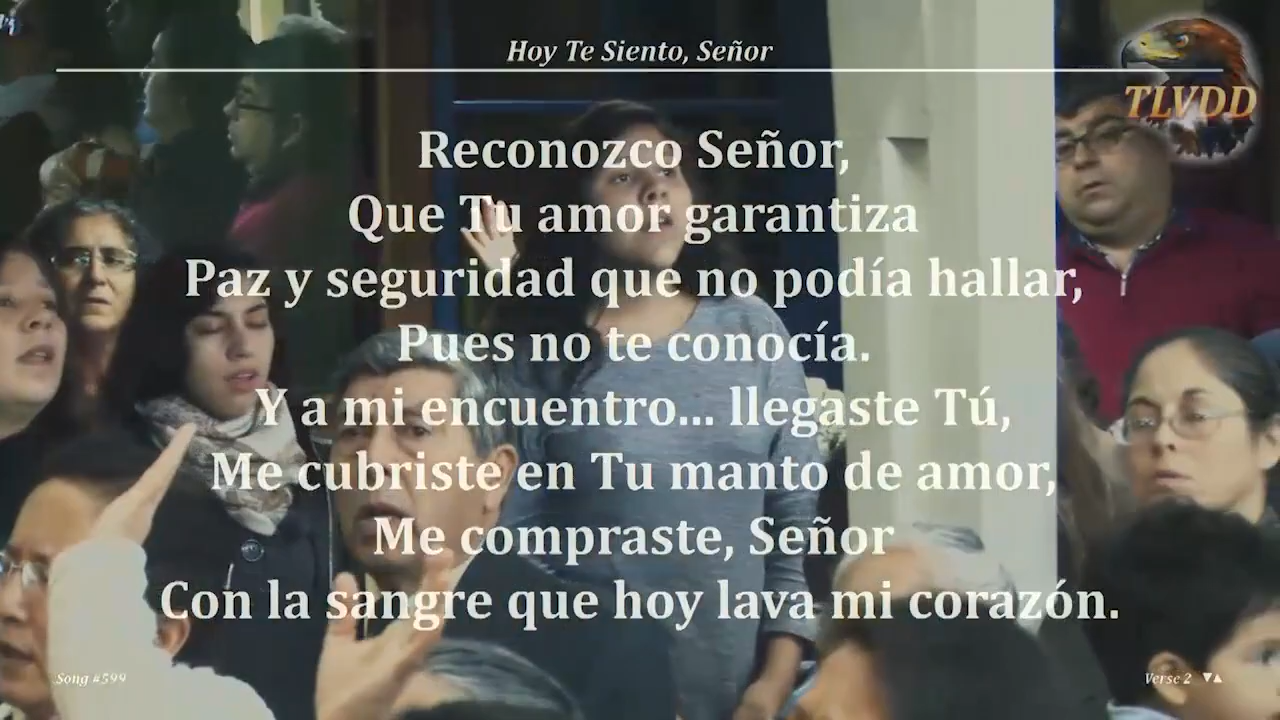 Hoy Te Siento, Señor
TLVDD
Reconozco Señor,
Que Tu amor garantiza
Paz y seguridad que no podía hallar,
Pues no te conocía.
Y a mi encuentro... llegaste Tú,
Me cubriste en Tu manto de amor,
Me compraste, Señor
Con la sangre que hoy lava mi corazón.
Song #599
Verse 2 ▼▲